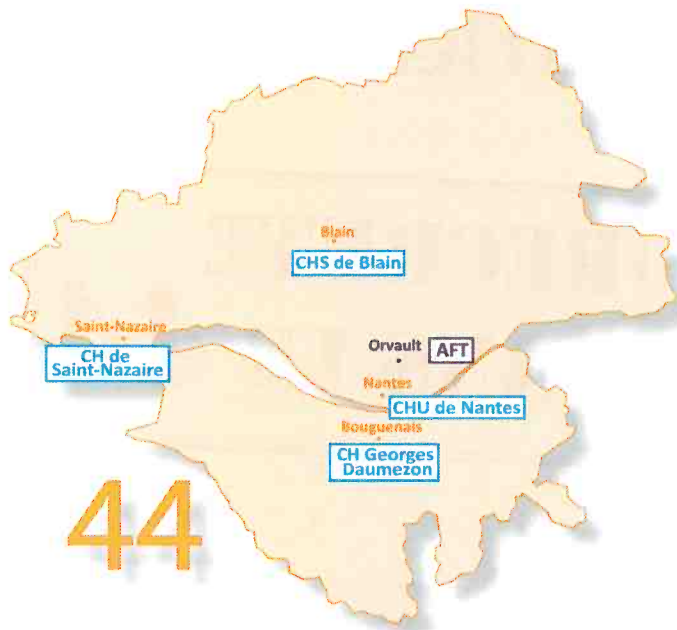 Blain
CHS de Blain
Saint-Nazaire
CH de
Saint-Nazaire
Orvault
AFT
Nantes
CHU de Nantes
Bouguenais
CH Georges
Daumezon
44